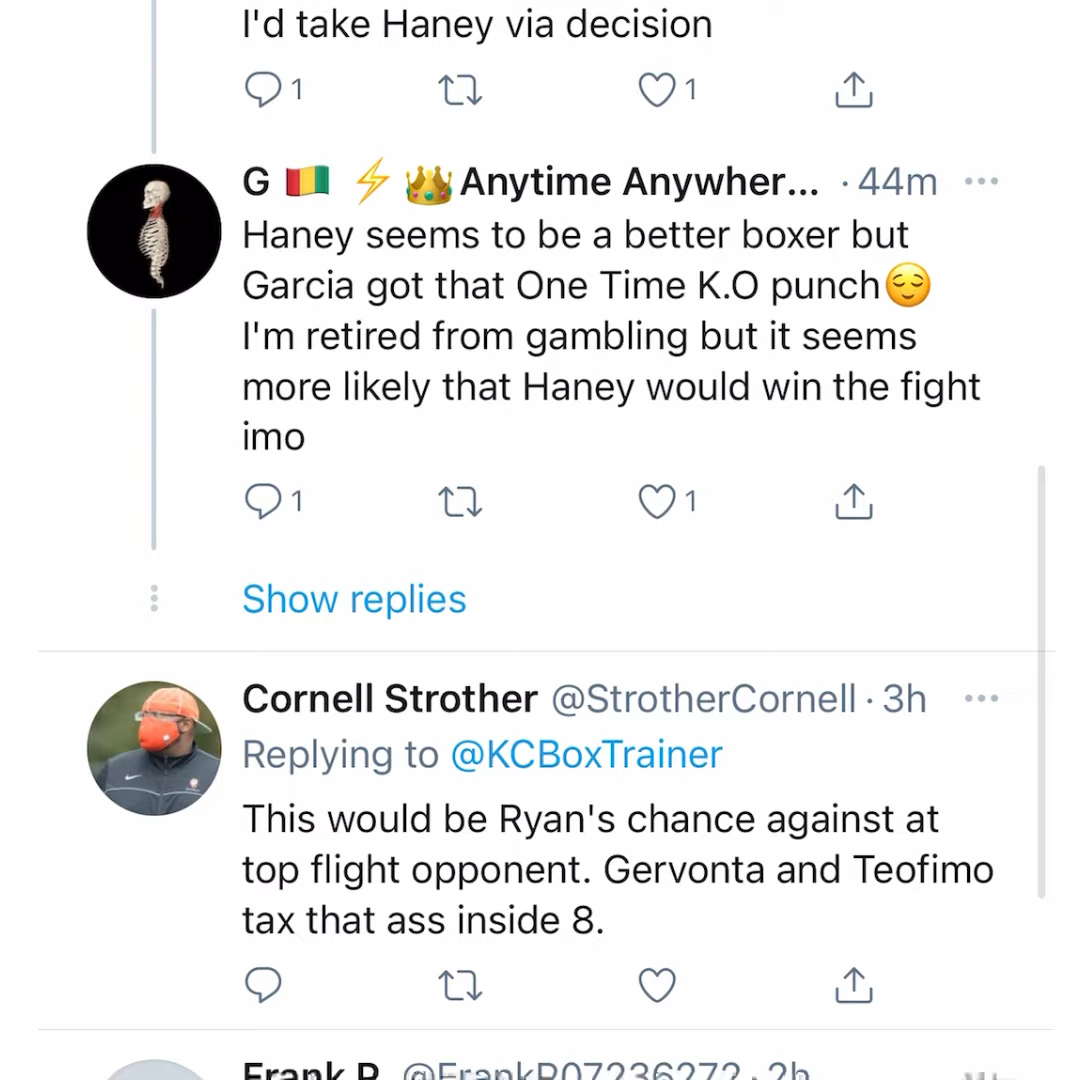 I'd take Haney via decision
1 1
G 🇬🇳 ⚡ 👑Anytime Anywher... · 44m
Haney seems to be a better boxer but
Garcia got that One Time K.O punch😌
I'm retired from gambling but it seems
more likely that Haney would win the fight
imo
1 1
Show replies
Cornell Strother @StrotherCornell · 3h
Replying to @KCBoxTrainer
This would be Ryan's chance against at
top flight opponent. Gervonta and Teofimo
tax that ass inside 8.
Frank P @FrankP07236272 · 2h